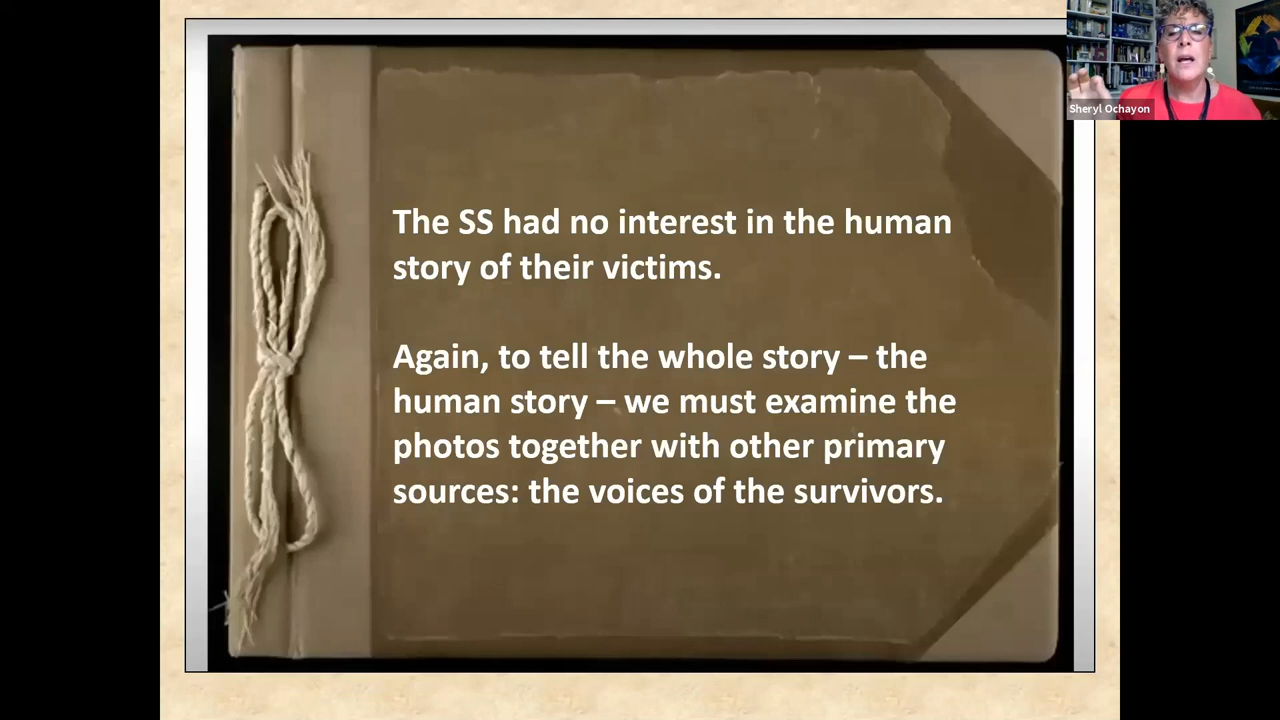 Sheryl Ochayon
The SS had no interest in the human
story of their victims.
Again, to tell the whole story – the
human story – we must examine the
photos together with other primary
sources: the voices of the survivors.